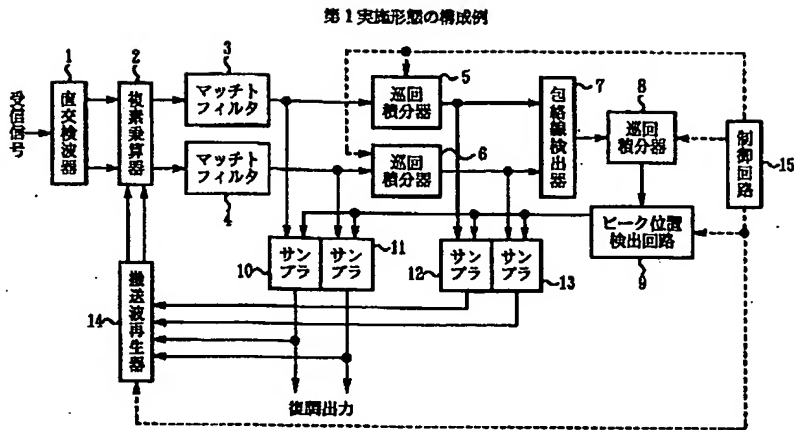 第1実施形態の構成例
受信信号
1
直交検波器
2
複素乗算器
3
マッチト
フィルタ
マッチト
フィルタ
4
5
巡回
積分器
6
巡回
積分器
7
包絡線検出器
8
巡回
積分器
制御回路
15
ピーク位置
検出回路
9
10
サン
プラ
サン
プラ
11
12
サン
プラ
サン
プラ
13
14
搬送波再生器
復調出力